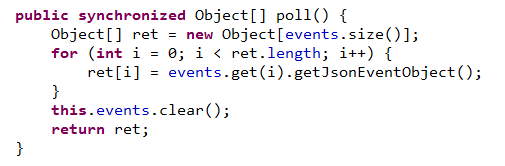 public synchronized Object[] poll() {
    Object[] ret = new Object[events.size()];
    for (int i = 0; i < ret.length; i++) {
        ret[i] = events.get(i).getJsonEventObject();
    }
    this.events.clear();
    return ret;
}